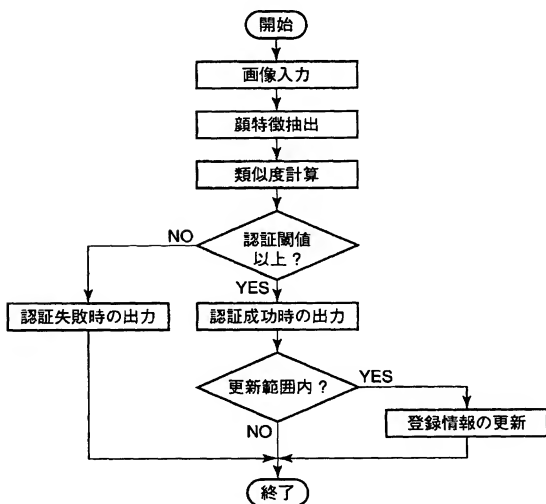 開始
画像入力
顔特徴抽出
類似度計算
認証閾値
以上？
NO
YES
認証失敗時の出力
認証成功時の出力
更新範囲内？
YES
NO
登録情報の更新
終了